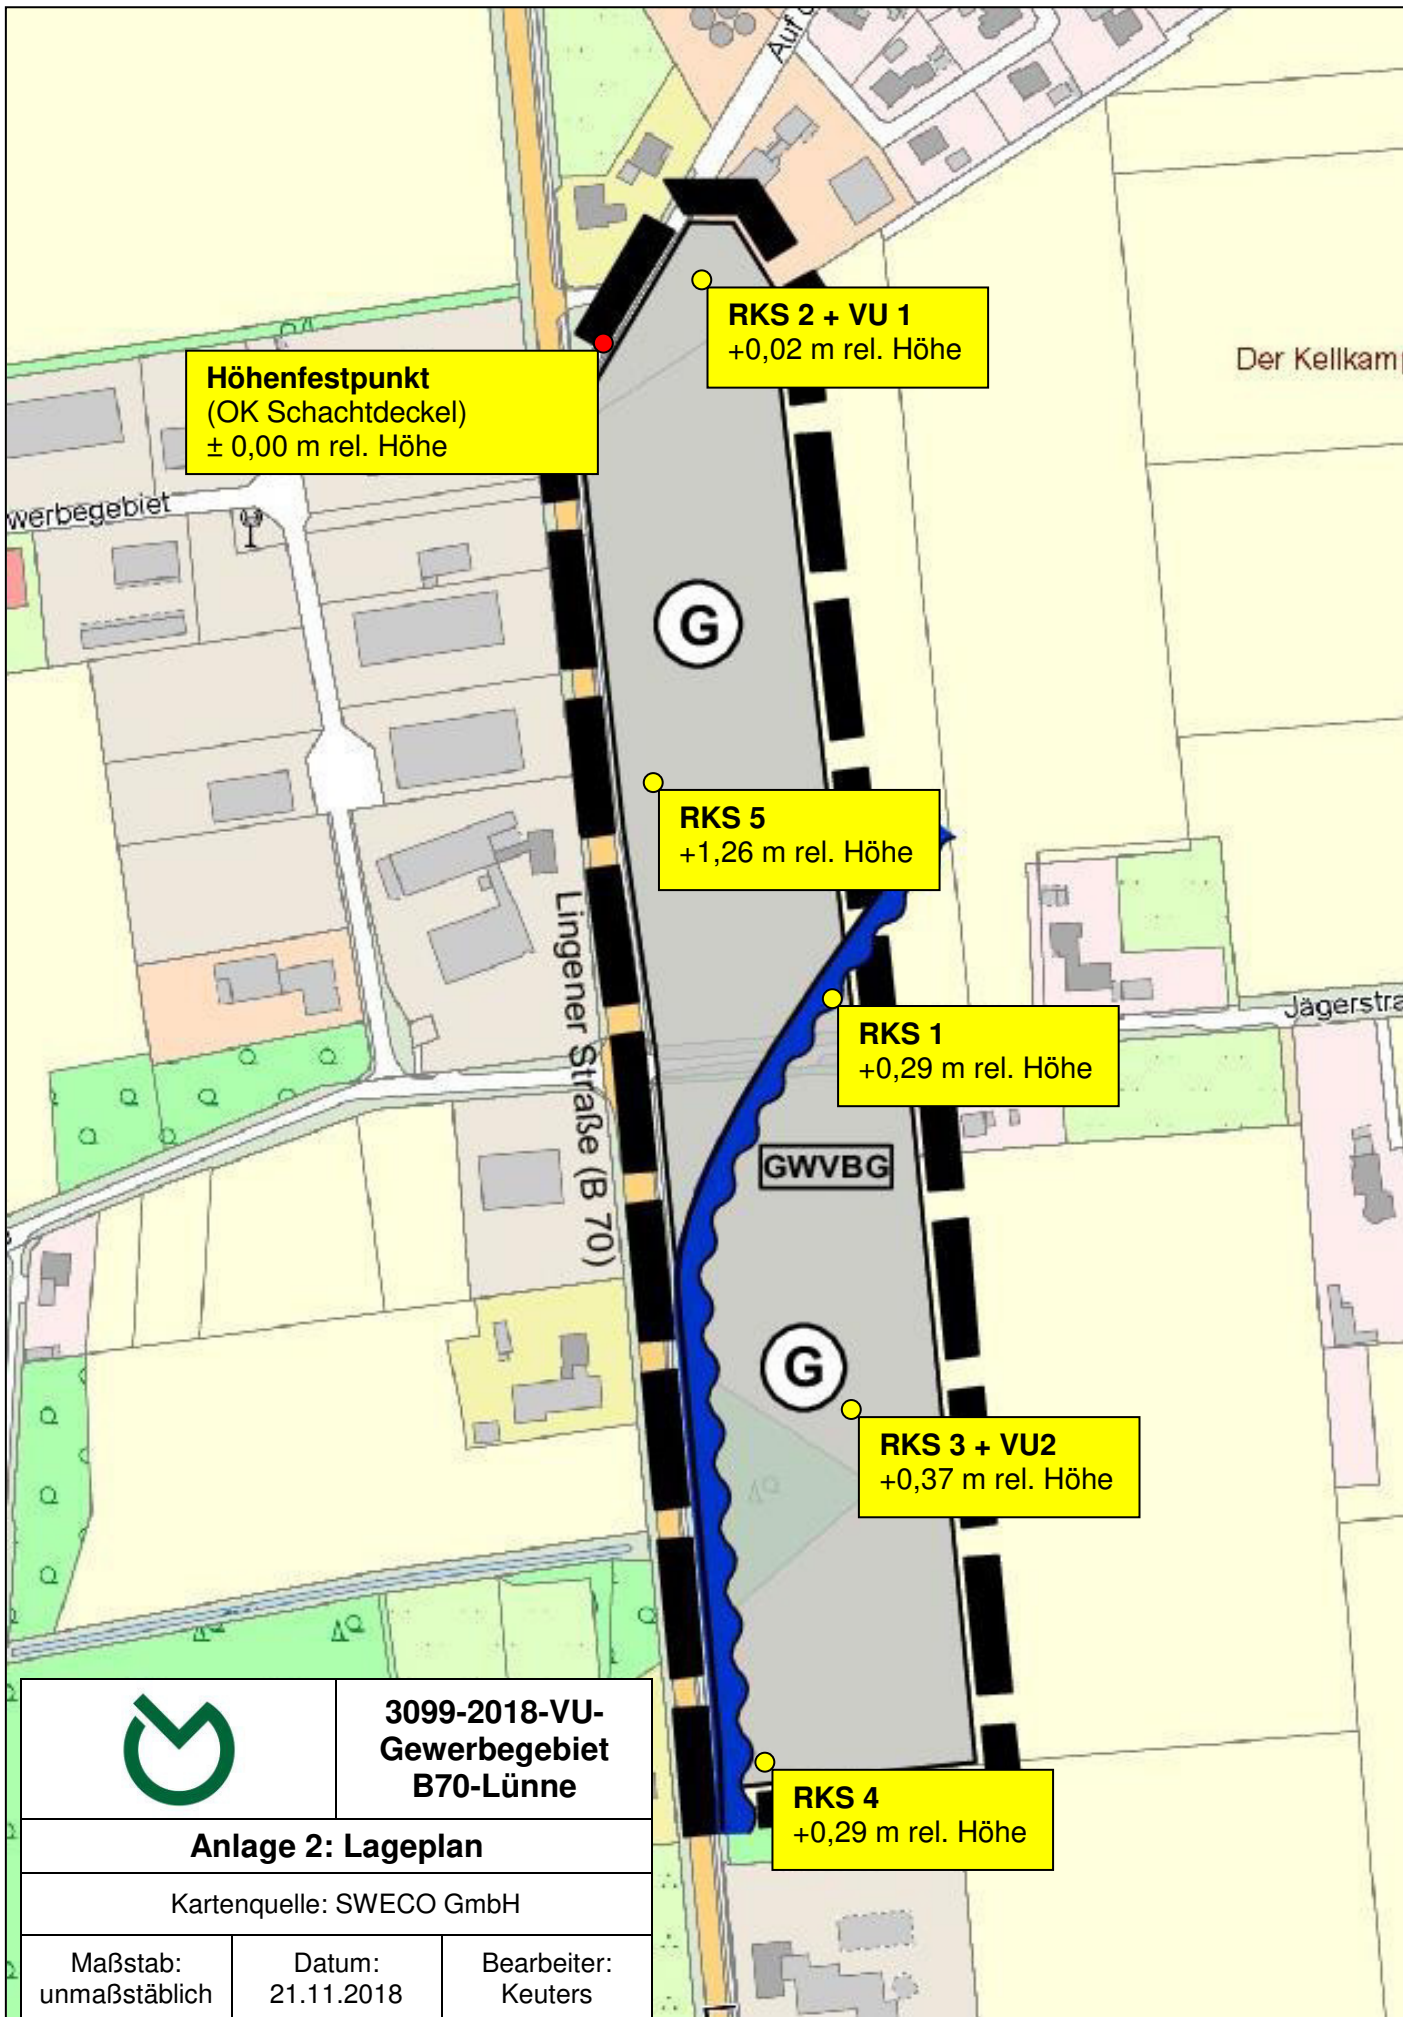 Auf
RKS 2 + VU 1
+0,02 m rel. Höhe
Der Kellkamp
Höhenfestpunkt
(OK Schachtdeckel)
± 0,00 m rel. Höhe
werbegebiet
G
RKS 5
+1,26 m rel. Höhe
Lingener Straße (B 70)
Jägerstra
RKS 1
+0,29 m rel. Höhe
GWVBG
G
RKS 3 + VU2
+0,37 m rel. Höhe
RKS 4
+0,29 m rel. Höhe
3099-2018-VU-
Gewerbegebiet
B70-Lünne
Anlage 2: Lageplan
Kartenquelle: SWECO GmbH
Maßstab:
unmaßstäblich
Datum:
21.11.2018
Bearbeiter:
Keuters